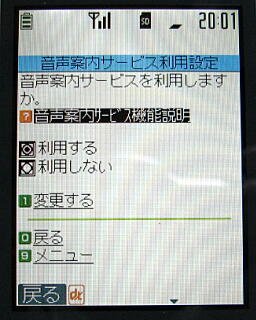 SD 20:01
音声案内サービス利用設定
音声案内サービスを利用します
か。
?音声案内ｻｰﾋﾞｽ機能説明
利用する
利用しない
1 変更する
0 戻る
9 メニュー
戻る